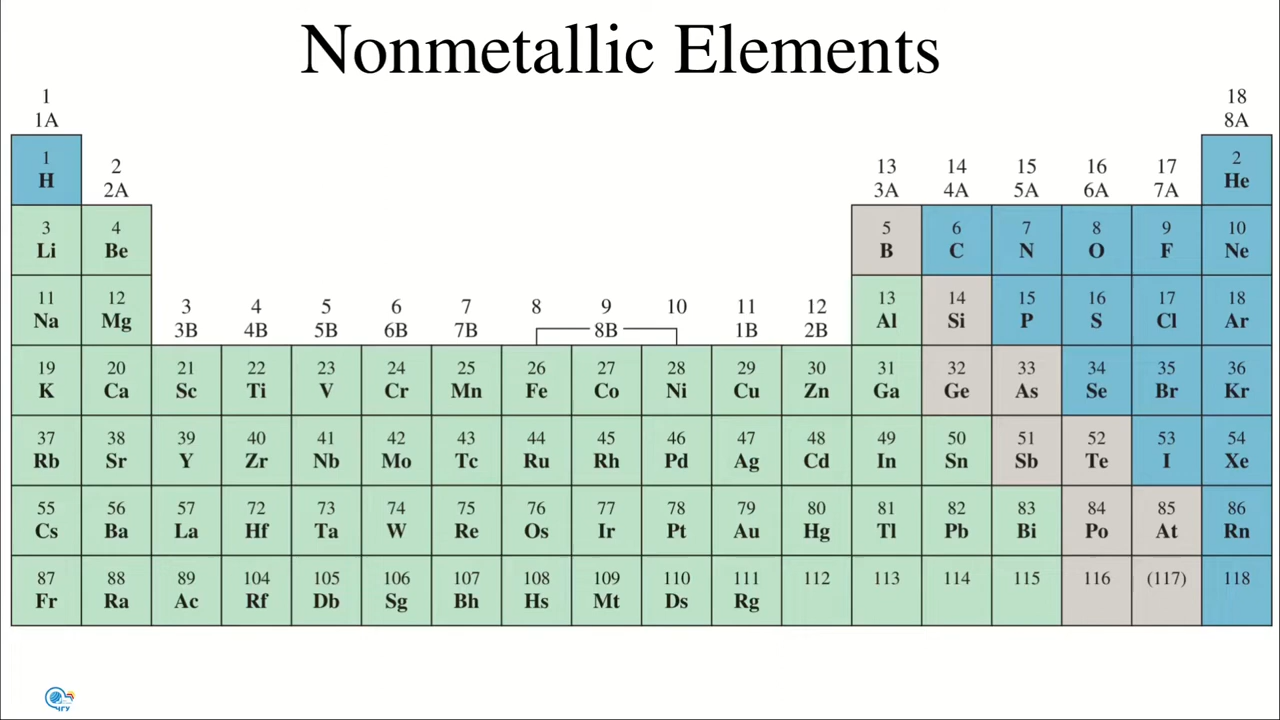 Nonmetallic Elements
1 18
1A 8A
1 2 13 14 15 16 17 2
H 2A 3A 4A 5A 6A 7A He
3 4 5 6 7 8 9 10
Li Be B C N O F Ne
11 12 3 4 5 6 7 8 9 10 11 12 13 14 15 16 17 18
Na Mg 3B 4B 5B 6B 7B 8B 1B 2B Al Si P S Cl Ar
19 20 21 22 23 24 25 26 27 28 29 30 31 32 33 34 35 36
K Ca Sc Ti V Cr Mn Fe Co Ni Cu Zn Ga Ge As Se Br Kr
37 38 39 40 41 42 43 44 45 46 47 48 49 50 51 52 53 54
Rb Sr Y Zr Nb Mo Tc Ru Rh Pd Ag Cd In Sn Sb Te I Xe
55 56 57 72 73 74 75 76 77 78 79 80 81 82 83 84 85 86
Cs Ba La Hf Ta W Re Os Ir Pt Au Hg Tl Pb Bi Po At Rn
87 88 89 104 105 106 107 108 109 110 111 112 113 114 115 116 (117) 118
Fr Ra Ac Rf Db Sg Bh Hs Mt Ds Rg
ЧГУ